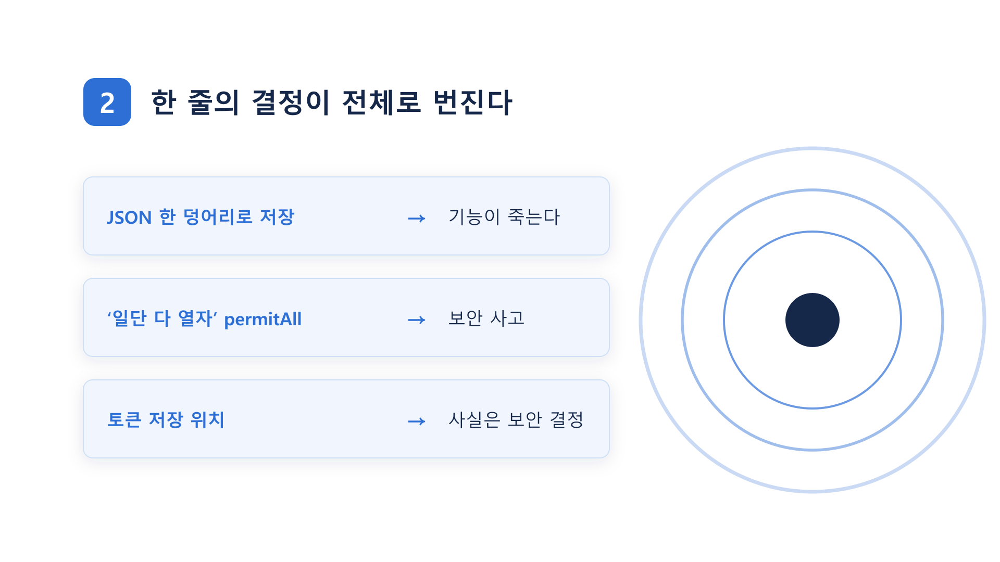 2 한 줄의 결정이 전체로 번진다
JSON 한 덩어리로 저장 → 기능이 죽는다
‘일단 다 열자’ permitAll → 보안 사고
토큰 저장 위치 → 사실은 보안 결정